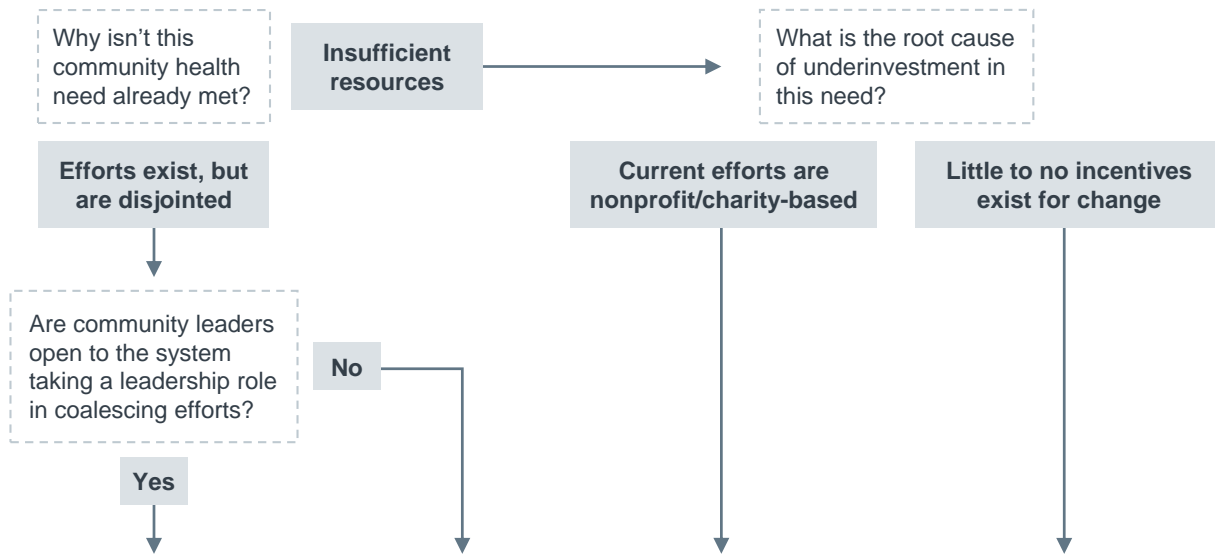 Why isn't this
community health
need already met?
Insufficient
resources
What is the root cause
of underinvestment in
this need?
Efforts exist, but
are disjointed
Current efforts are
nonprofit/charity-based
Little to no incentives
exist for change
Are community leaders
open to the system
taking a leadership role
in coalescing efforts?
No
Yes